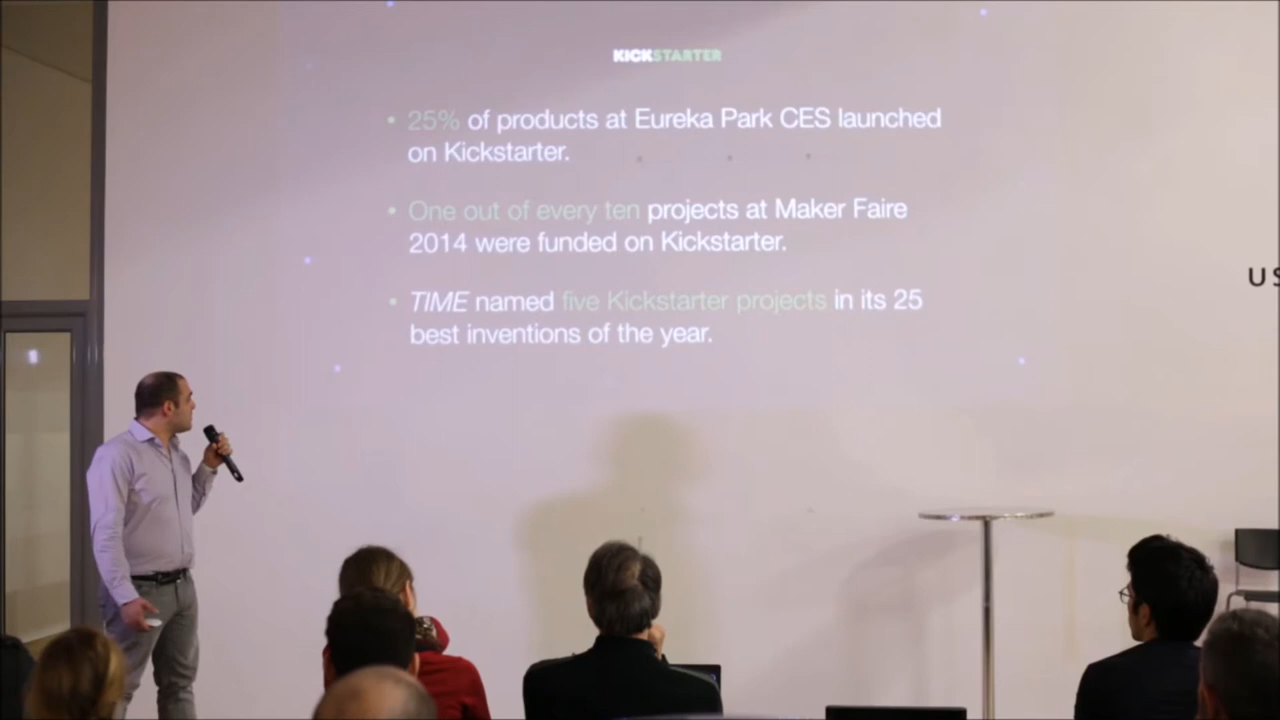 KICKSTARTER
• 25% of products at Eureka Park CES launched
on Kickstarter.
• One out of every ten projects at Maker Faire
2014 were funded on Kickstarter.
• TIME named five Kickstarter projects in its 25
best inventions of the year.
US